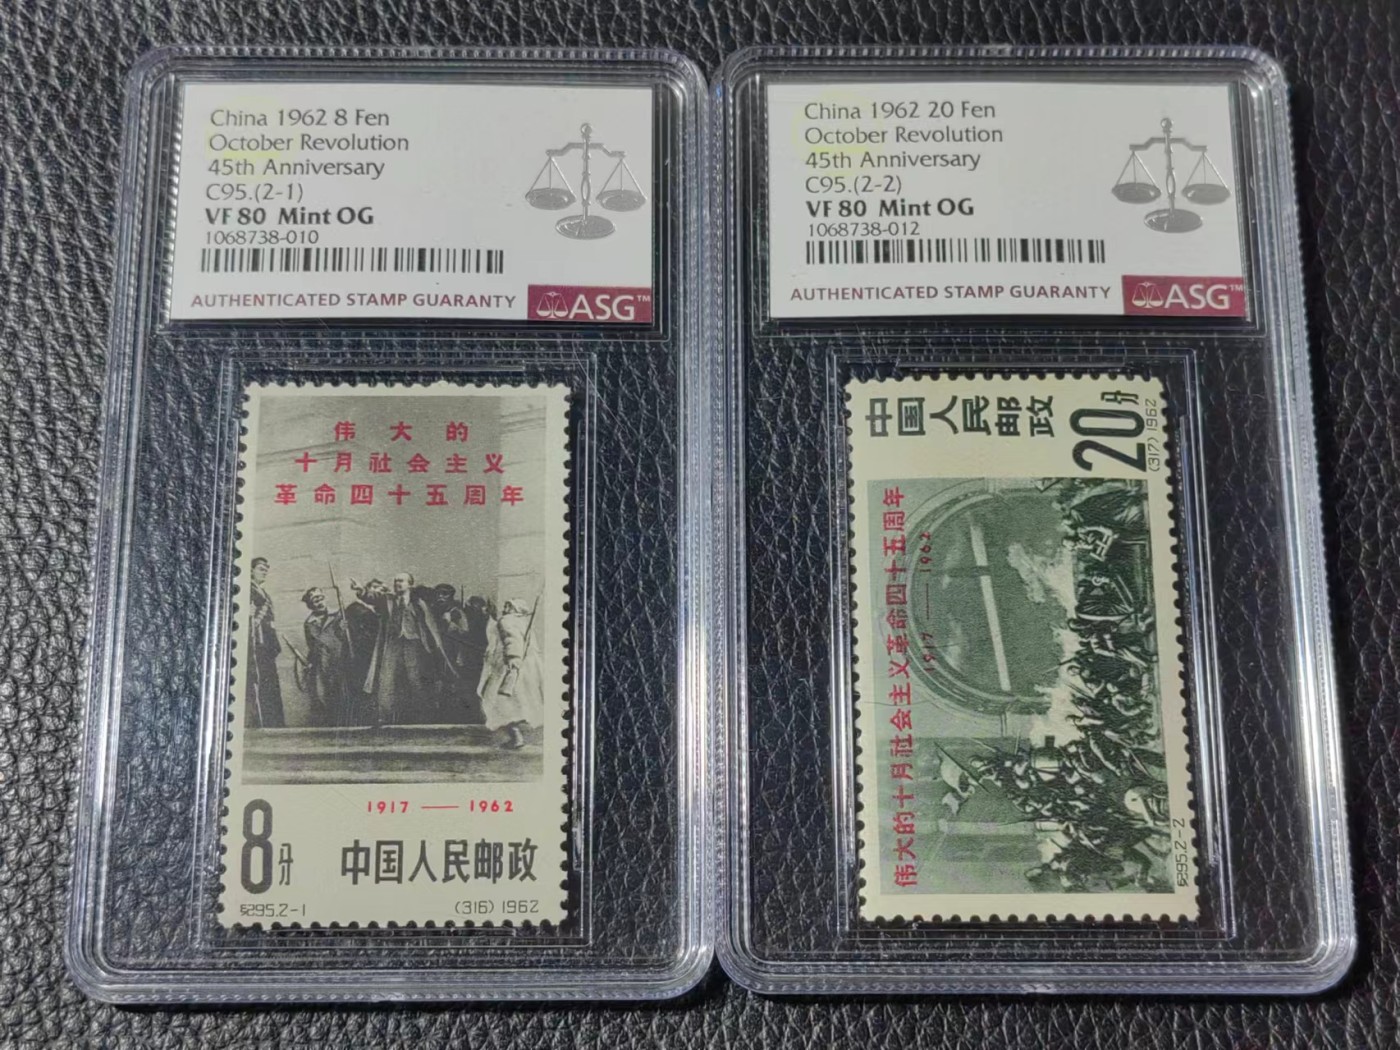 China 1962 8 Fen
October Revolution
45th Anniversary
C95.(2-1)
VF 80 Mint OG
1068738-010
AUTHENTICATED STAMP GUARANTY
ASG™
伟大的
十月社会主义
革命四十五周年
1917——1962
8分
中国人民邮政
纪95.2-1
(316) 1962
China 1962 20 Fen
October Revolution
45th Anniversary
C95.(2-2)
VF 80 Mint OG
1068738-012
AUTHENTICATED STAMP GUARANTY
ASG™
中国人民邮政
20分
(317) 1962
伟大的十月社会主义革命四十五周年
1917——1962
纪95.2-2